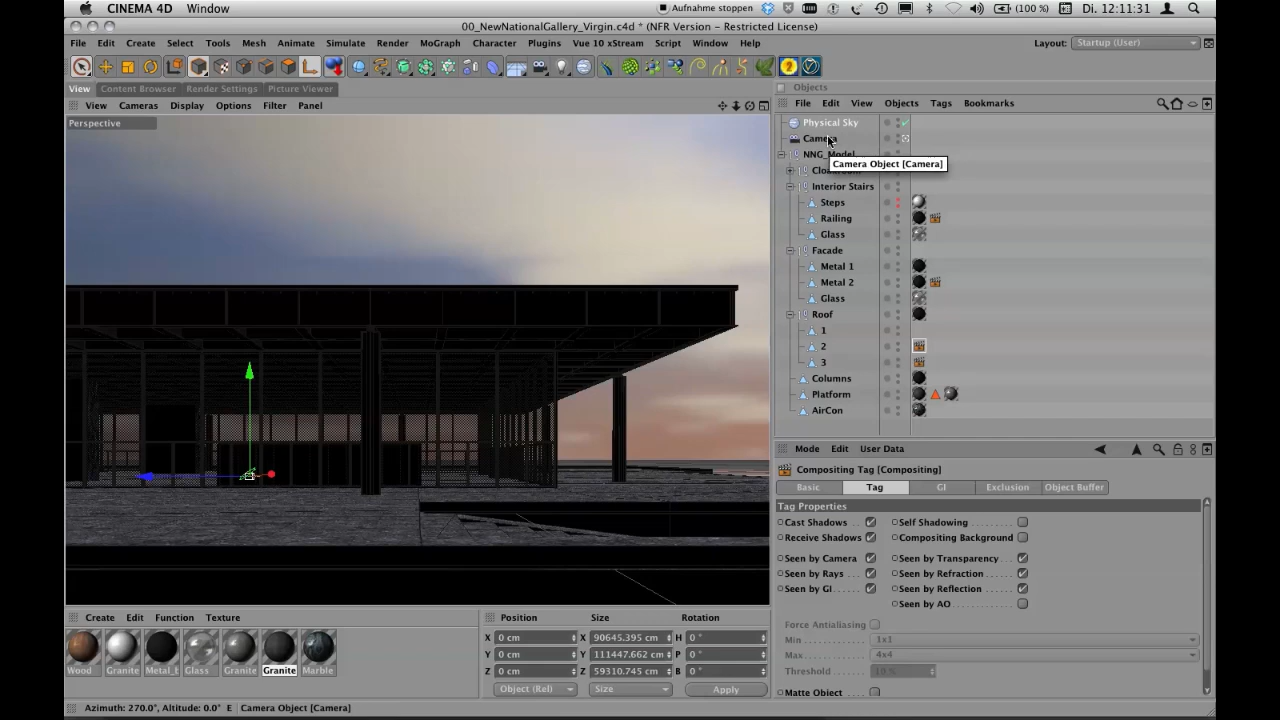 CINEMA 4D Window
Aufnahme stoppen
(100 %)
Di. 12:11:31
00_NewNationalGallery_Virgin.c4d * (NFR Version - Restricted License)
File Edit Create Select Tools Mesh Animate Simulate Render MoGraph Character Plugins Vue 10 xStream Script Window Help
Layout: Startup (User)
View Content Browser Render Settings Picture Viewer
Objects
View Cameras Display Options Filter Panel
File Edit View Objects Tags Bookmarks
Perspective
Physical Sky
Camera
NNG_Model
Camera Object [Camera]
Interior Stairs
Steps
Railing
Glass
Facade
Metal 1
Metal 2
Glass
Roof
1
2
3
Columns
Platform
AirCon
Mode Edit User Data
Compositing Tag [Compositing]
Basic Tag GI Exclusion Object Buffer
Tag Properties
Cast Shadows Self Shadowing
Receive Shadows Compositing Background
Seen by Camera Seen by Transparency
Seen by Rays Seen by Refraction
Seen by GI Seen by Reflection
Seen by AO
Force Antialiasing
Min 1x1
Max 4x4
Threshold 10 %
Matte Object
Create Edit Function Texture
Wood Granite Metal_ Glass Granite Granite Marble
Position Size Rotation
X 0 cm X 90645.395 cm H 0 °
Y 0 cm Y 111447.662 cm P 0 °
Z 0 cm Z 59310.745 cm B 0 °
Object (Rel) Size Apply
Azimuth: 270.0°, Altitude: 0.0° E Camera Object [Camera]